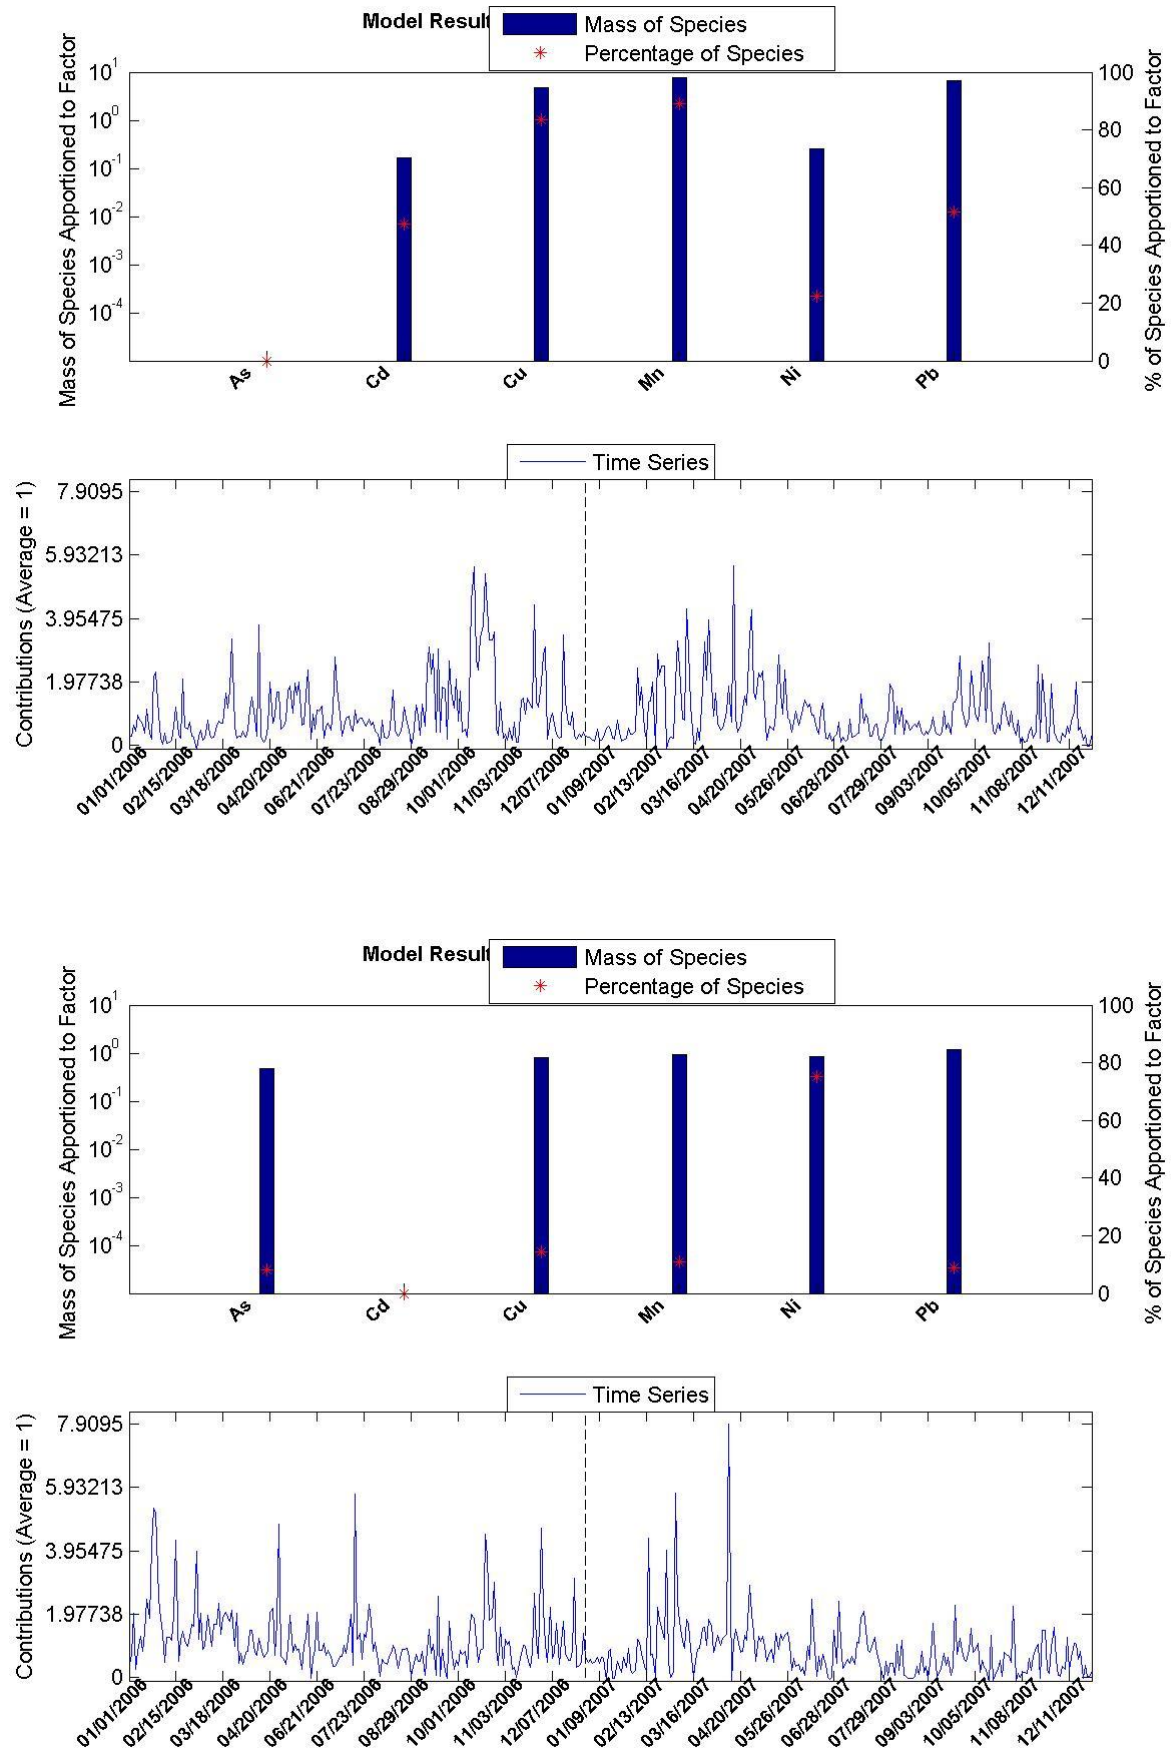 Model Result
Mass of Species
Percentage of Species
Mass of Species Apportioned to Factor
10^1
10^0
10^-1
10^-2
10^-3
10^-4
100
80
60
40
20
0
% of Species Apportioned to Factor
As Cd Cu Mn Ni Pb
Time Series
Contributions (Average = 1)
7.9095
5.93213
3.95475
1.97738
0
01/01/2006 02/15/2006 03/18/2006 04/20/2006 06/21/2006 07/23/2006 08/29/2006 10/01/2006 11/03/2006 12/07/2006 01/09/2007 02/13/2007 03/16/2007 04/20/2007 05/26/2007 06/28/2007 07/29/2007 09/03/2007 10/05/2007 11/08/2007 12/11/2007
Model Result
Mass of Species
Percentage of Species
Mass of Species Apportioned to Factor
10^1
10^0
10^-1
10^-2
10^-3
10^-4
100
80
60
40
20
0
% of Species Apportioned to Factor
As Cd Cu Mn Ni Pb
Time Series
Contributions (Average = 1)
7.9095
5.93213
3.95475
1.97738
0
01/01/2006 02/15/2006 03/18/2006 04/20/2006 06/21/2006 07/23/2006 08/29/2006 10/01/2006 11/03/2006 12/07/2006 01/09/2007 02/13/2007 03/16/2007 04/20/2007 05/26/2007 06/28/2007 07/29/2007 09/03/2007 10/05/2007 11/08/2007 12/11/2007